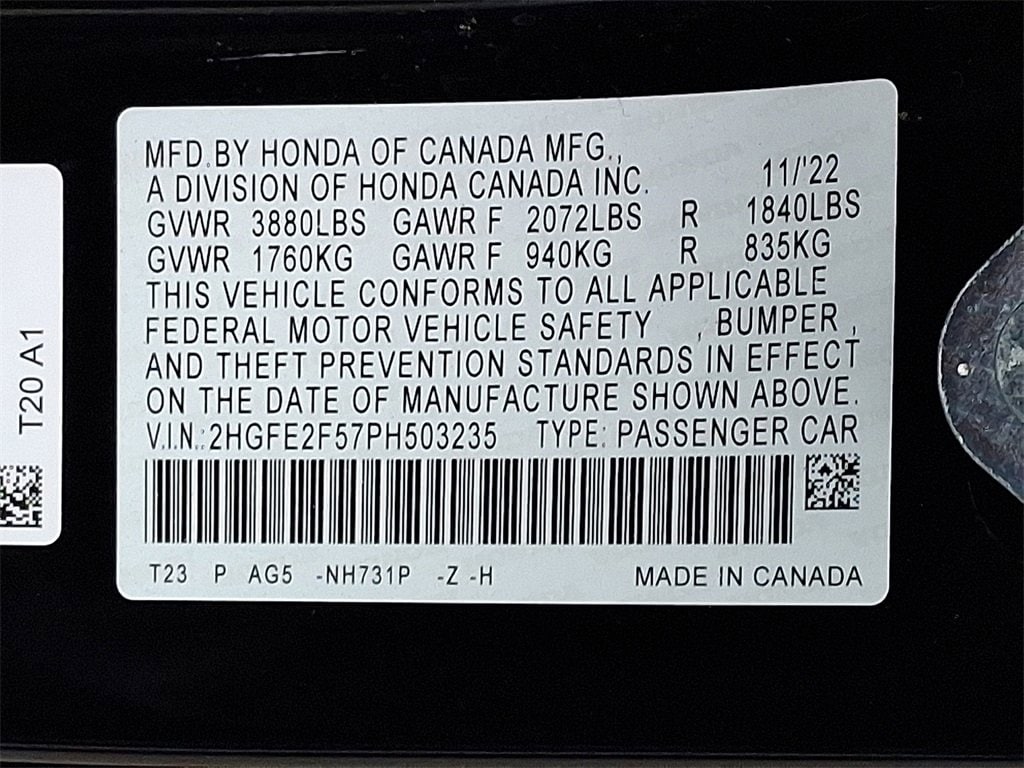 MFD.BY HONDA OF CANADA MFG.,
A DIVISION OF HONDA CANADA INC. 11/'22
GVWR 3880LBS GAWR F 2072LBS R 1840LBS
GVWR 1760KG GAWR F 940KG R 835KG
THIS VEHICLE CONFORMS TO ALL APPLICABLE
FEDERAL MOTOR VEHICLE SAFETY , BUMPER ,
AND THEFT PREVENTION STANDARDS IN EFFECT
ON THE DATE OF MANUFACTURE SHOWN ABOVE.
V.I.N.: 2HGFE2F57PH503235 TYPE: PASSENGER CAR
T23 P AG5 -NH731P -Z -H MADE IN CANADA
T20 A1